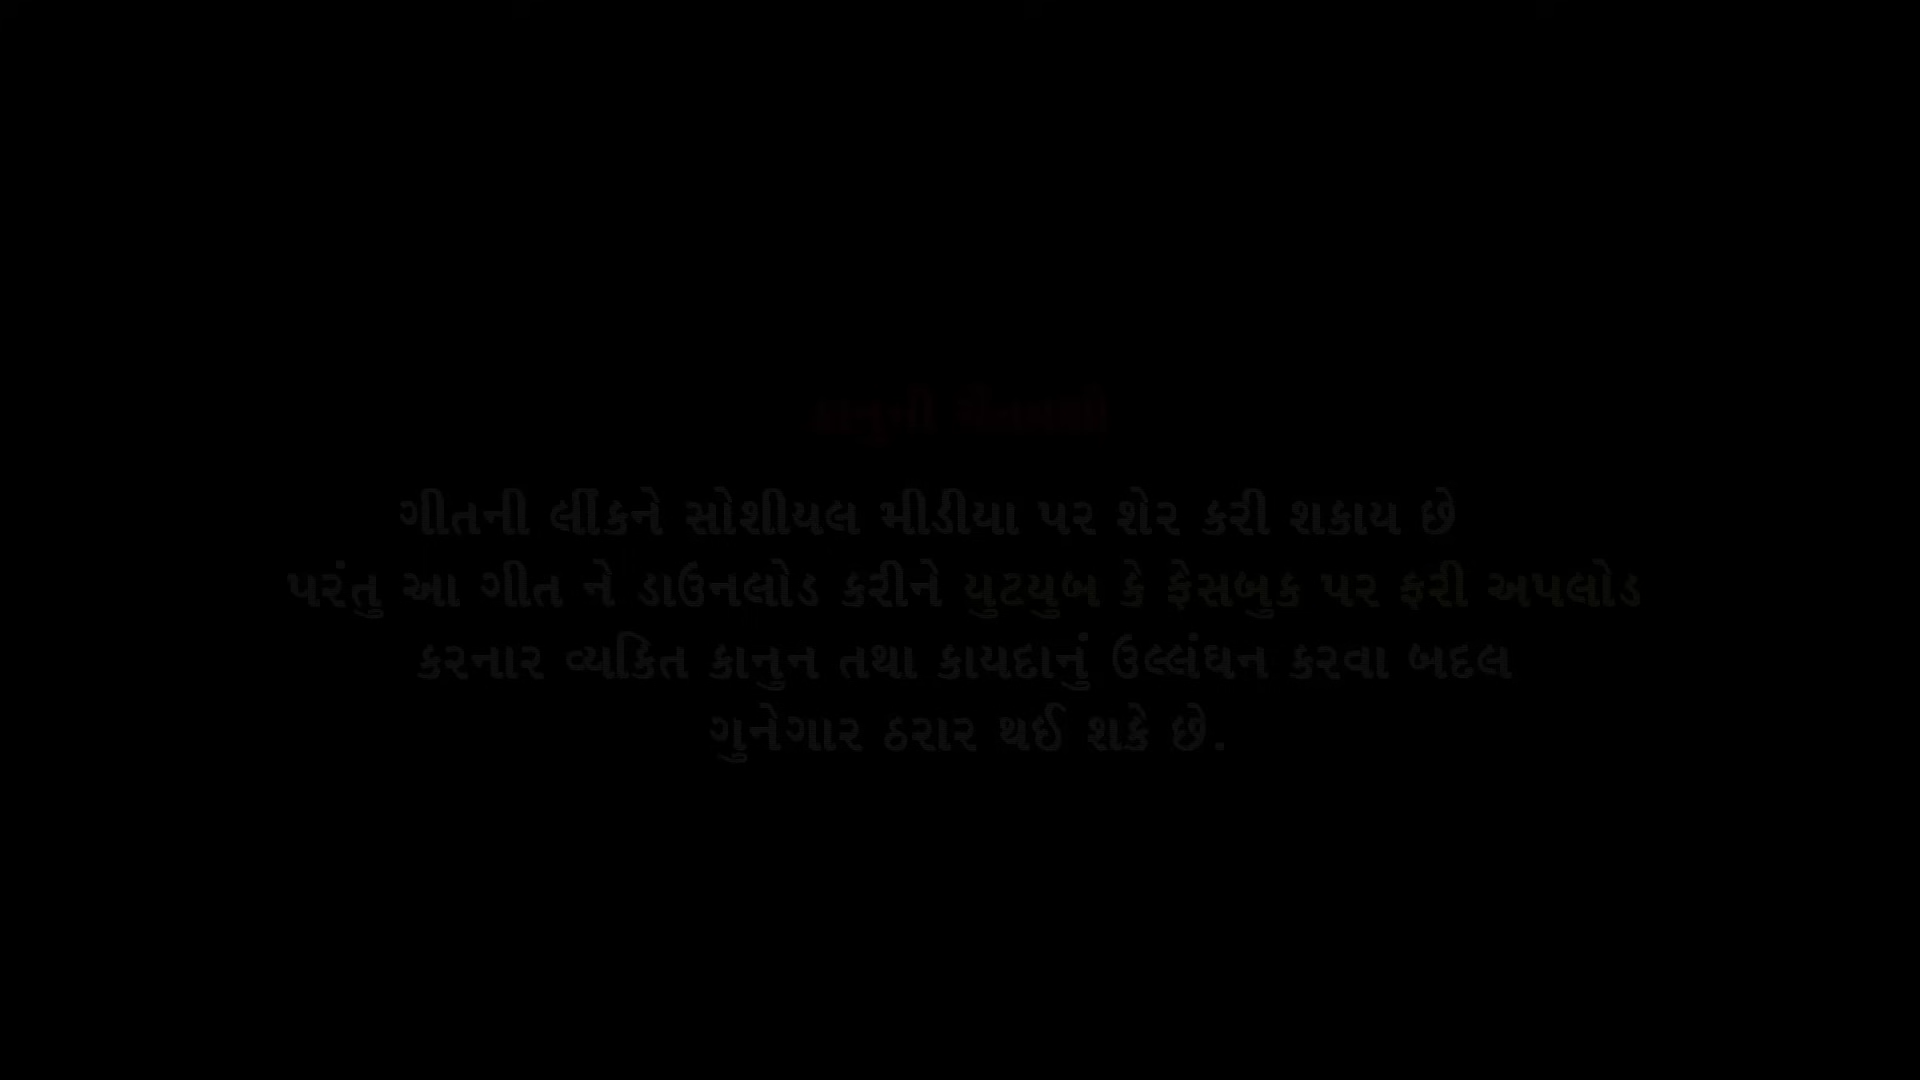 કાનુની ચેતવણી
ગીતની લીંકને સોશીયલ મીડીયા પર શેર કરી શકાય છે
પરંતુ આ ગીત ને ડાઉનલોડ કરીને યુટયુબ કે ફેસબુક પર ફરી અપલોડ
કરનાર વ્યકિત કાનુન તથા કાયદાનું ઉલ્લંઘન કરવા બદલ
ગુનેગાર ઠરાર થઈ શકે છે.